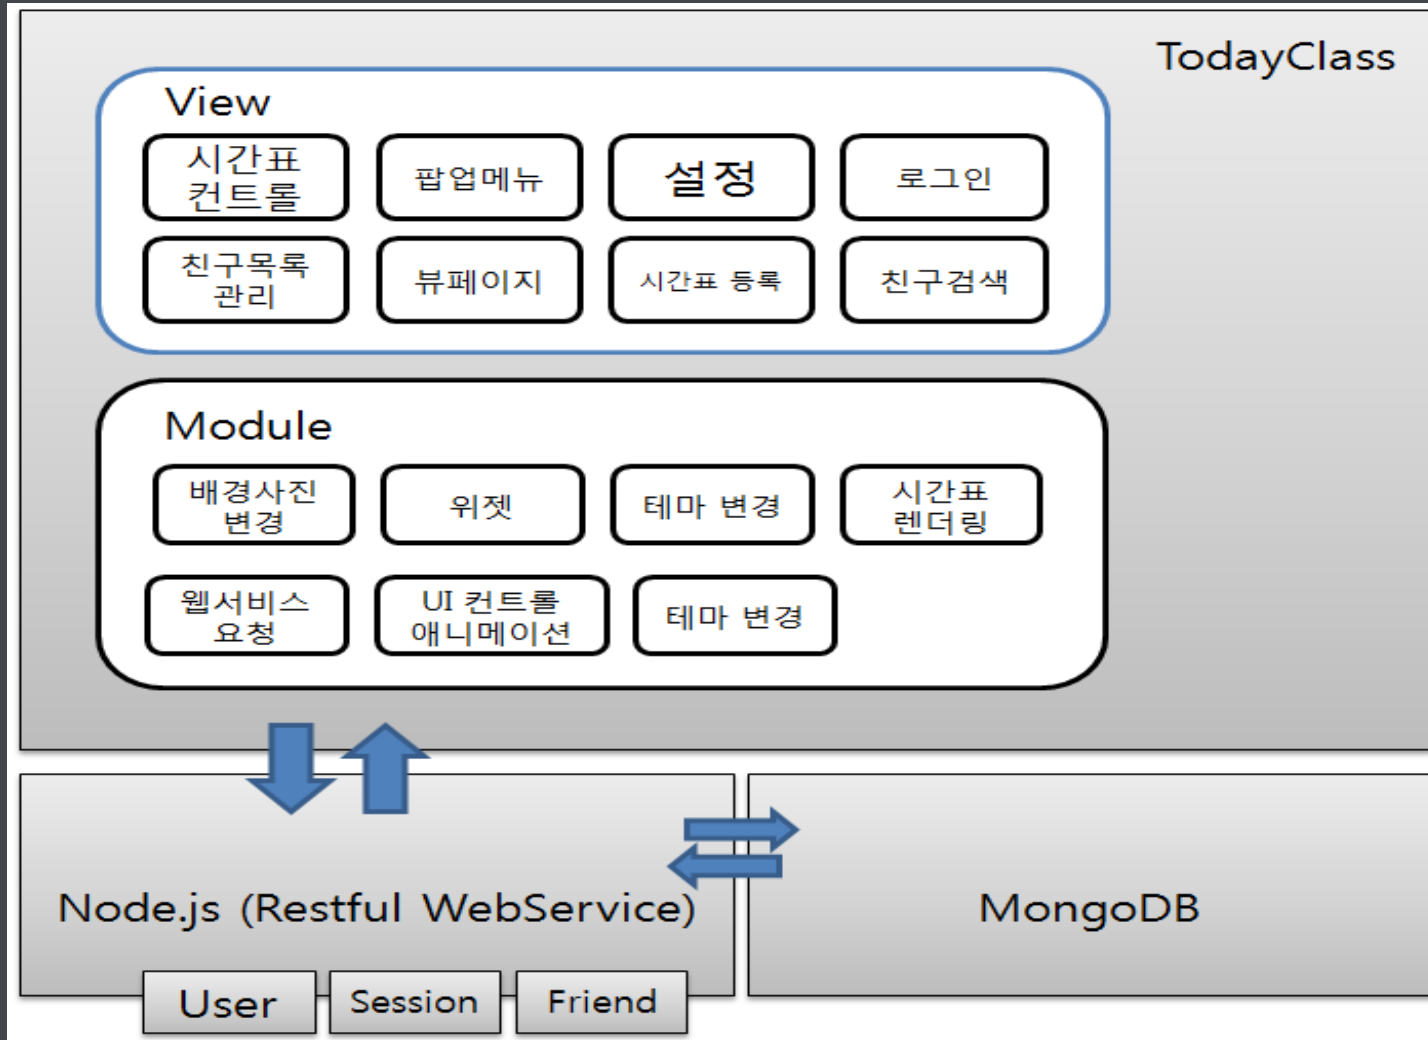 TodayClass
View
시간표
컨트롤
팝업메뉴
설정
로그인
친구목록
관리
뷰페이지
시간표 등록
친구검색
Module
배경사진
변경
위젯
테마 변경
시간표
렌더링
웹서비스
요청
UI 컨트롤
애니메이션
테마 변경
Node.js (Restful WebService)
MongoDB
User
Session
Friend